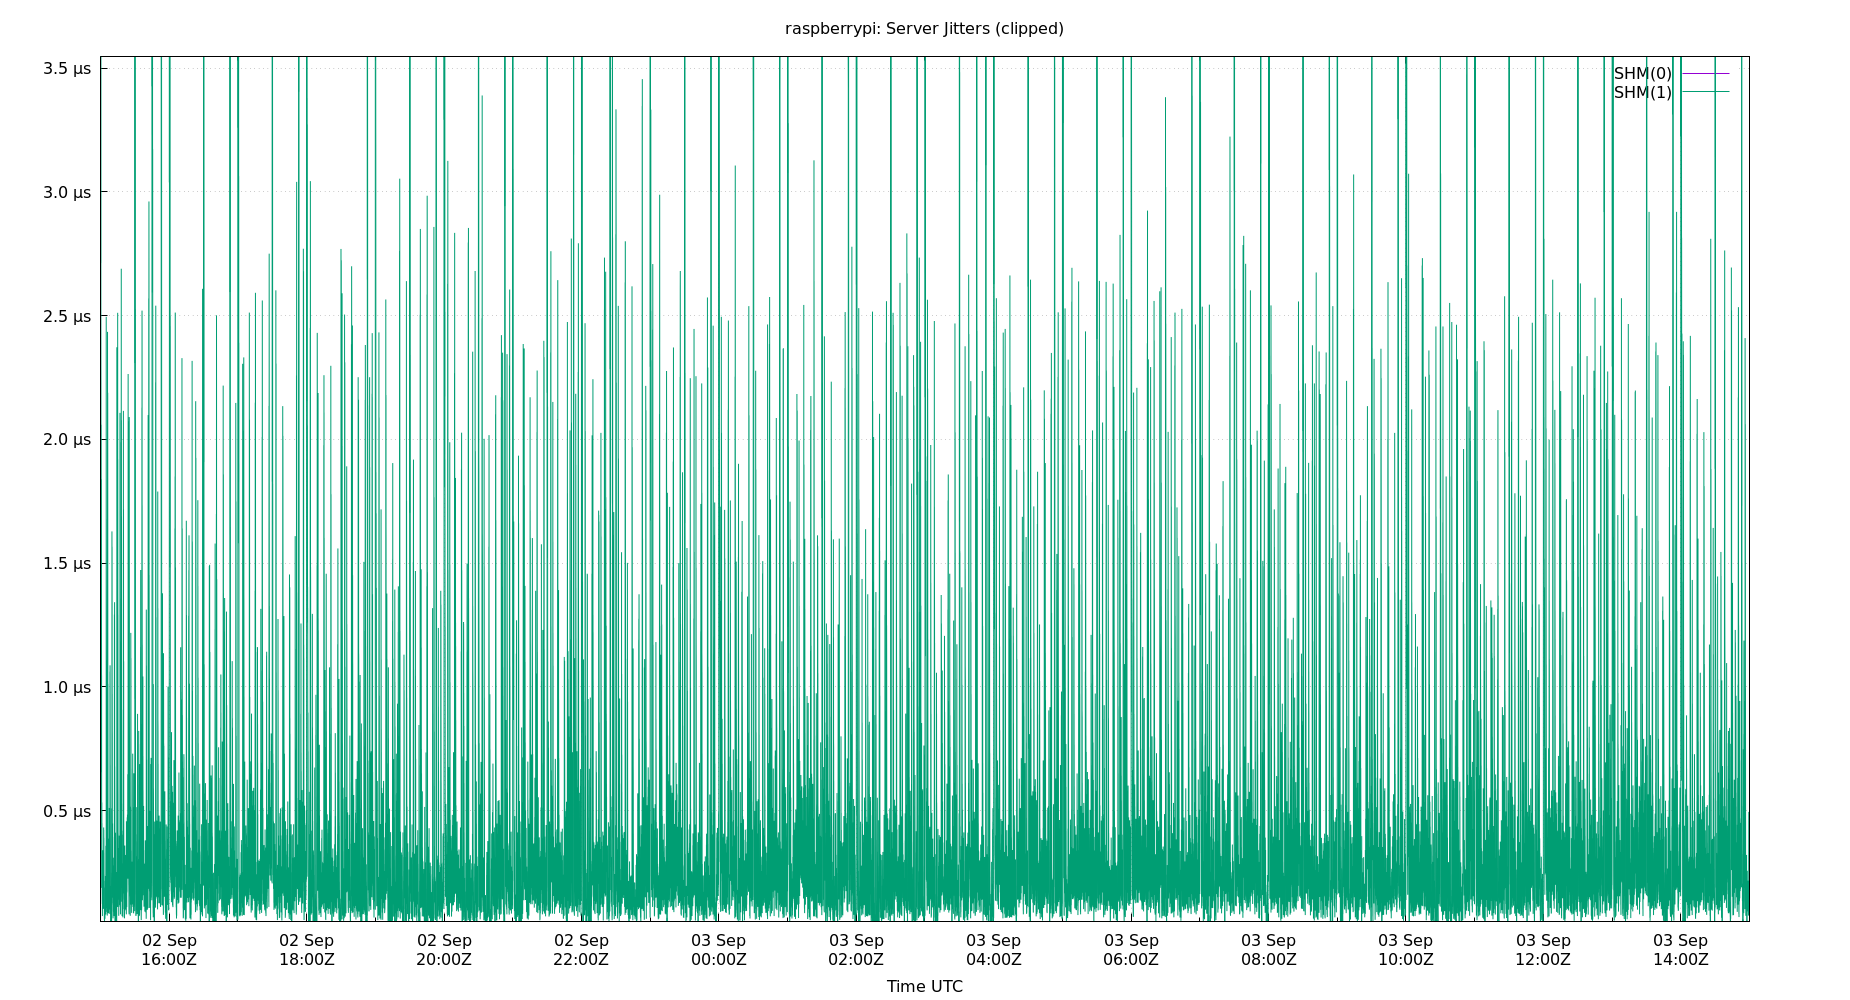 raspberrypi: Server Jitters (clipped)
3.5 µs
3.0 µs
2.5 µs
2.0 µs
1.5 µs
1.0 µs
0.5 µs
SHM(0)
SHM(1)
02 Sep 02 Sep 02 Sep 02 Sep 03 Sep 03 Sep 03 Sep 03 Sep 03 Sep 03 Sep 03 Sep 03 Sep
16:00Z 18:00Z 20:00Z 22:00Z 00:00Z 02:00Z 04:00Z 06:00Z 08:00Z 10:00Z 12:00Z 14:00Z
Time UTC